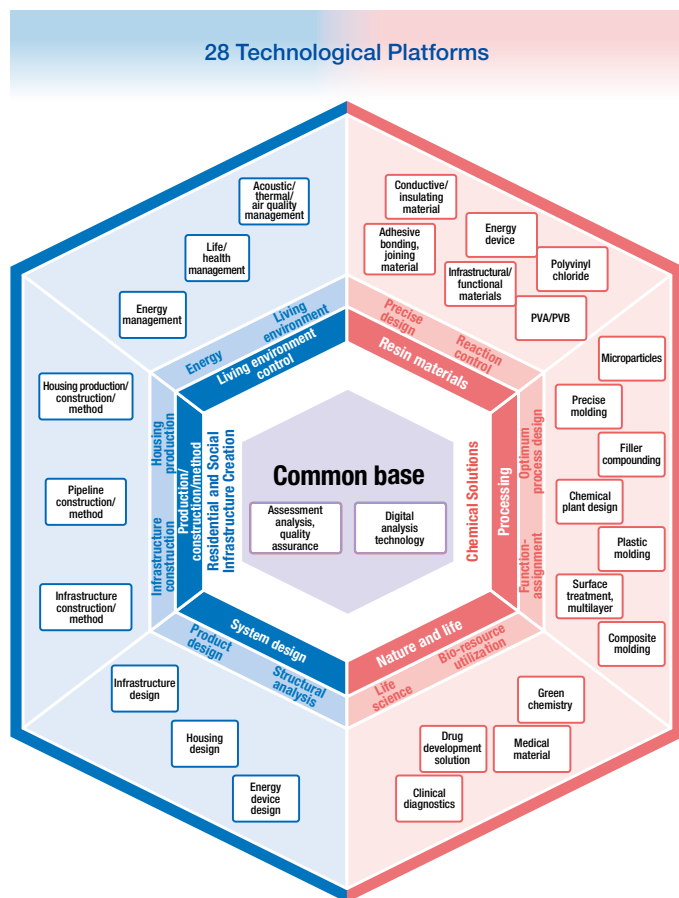 28 Technological Platforms
Acoustic/
thermal/
air quality
management
Life/
health
management
Energy
management
Living
environment
Energy
Living environment
control
Conductive/
insulating
material
Energy
device
Adhesive
bonding,
joining
material
Polyvinyl
chloride
Infrastructural/
functional
materials
PVA/PVB
Precise
design
Reaction
control
Resin materials
Housing production/
construction/
method
Pipeline
construction/
method
Infrastructure
construction/
method
Housing
production
Infrastructure
construction
Production/
construction/method
Residential and Social
Infrastructure Creation
Common base
Assessment
analysis,
quality
assurance
Digital
analysis
technology
Chemical Solutions
Processing
Optimum
process design
Function-
assignment
Microparticles
Precise
molding
Filler
compounding
Chemical
plant design
Plastic
molding
Surface
treatment,
multilayer
Composite
molding
System design
Product
design
Structural
analysis
Infrastructure
design
Housing
design
Energy
device
design
Nature and life
Bio-resource
utilization
Life
science
Green
chemistry
Drug
development
solution
Medical
material
Clinical
diagnostics